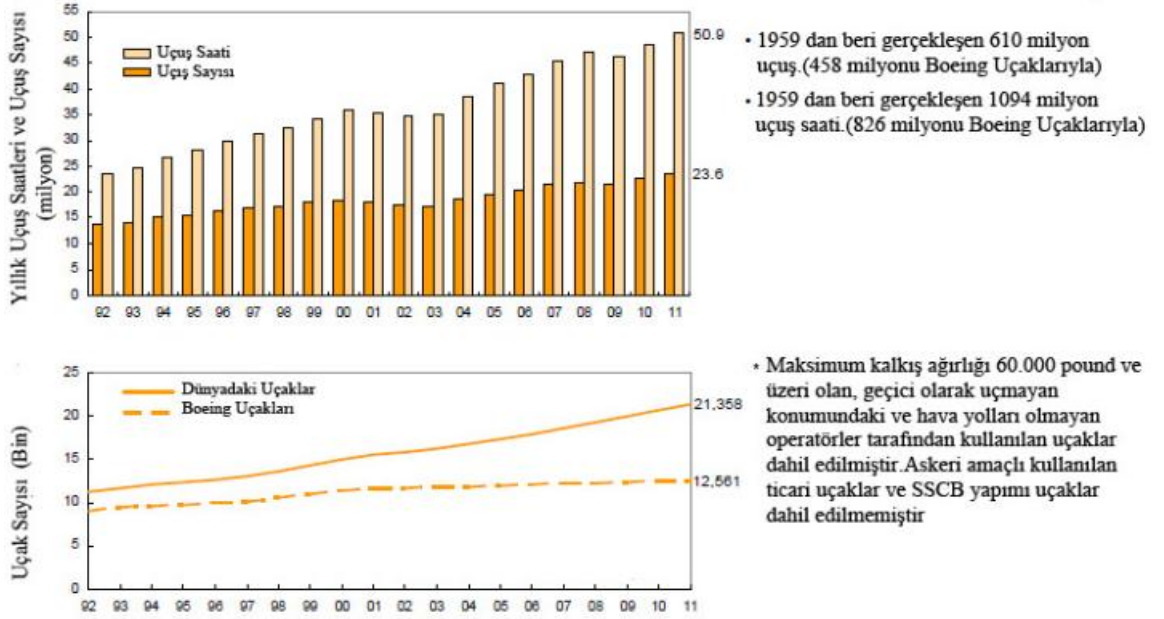 Yıllık Uçuş Saatleri ve Uçuş Sayısı
(milyon)
55
50
45
40
35
30
25
20
15
10
5
0
Uçuş Saati
Uçış Sayısı
50.9
23.6
92 93 94 95 96 97 98 99 00 01 02 03 04 05 06 07 08 09 10 11
• 1959 dan beri gerçekleşen 610 milyon
uçuş.(458 milyonu Boeing Uçaklarıyla)
• 1959 dan beri gerçekleşen 1094 milyon
uçuş saati.(826 milyonu Boeing Uçaklarıyla)
Uçak Sayısı (Bin)
25
20
15
10
5
0
Dünyadaki Uçaklar
Boeing Uçakları
21,358
12,561
92 93 94 95 96 97 98 99 00 01 02 03 04 05 06 07 08 09 10 11
* Maksimum kalkış ağırlığı 60.000 pound ve
üzeri olan, geçici olarak uçmayan
konumundaki ve hava yolları olmayan
operatörler tarafından kullanılan uçaklar
dahil edilmiştir.Askeri amaçlı kullanılan
ticari uçaklar ve SSCB yapımı uçaklar
dahil edilmemiştir